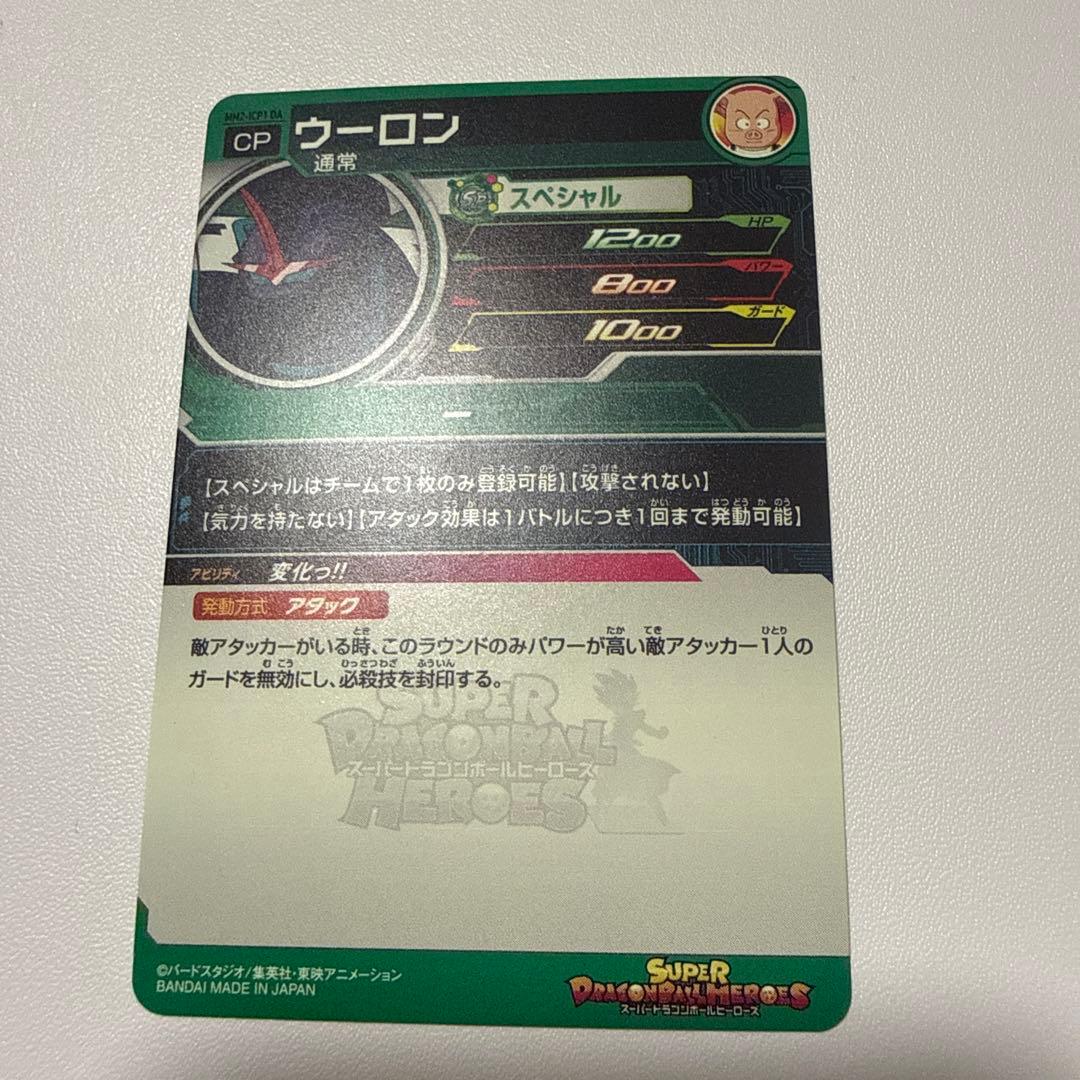 MM2-ICP1 DA
CP
ウーロン
通常
スペシャル
HP
1200
パワー
800
ガード
1000
ー
【スペシャルはチームで1枚のみ登録可能】【攻撃されない】
【気力を持たない】【アタック効果は1バトルにつき1回まで発動可能】
アビリティ 変化っ!!
発動方式 アタック
敵アタッカーがいる時、このラウンドのみパワーが高い敵アタッカー1人の
ガードを無効にし、必殺技を封印する。
SUPER
DRAGONBALL
スーパードラゴンボールヒーローズ
HEROES
©バードスタジオ/集英社・東映アニメーション
BANDAI MADE IN JAPAN
SUPER
DRAGONBALL HEROES
スーパードラゴンボールヒーローズ